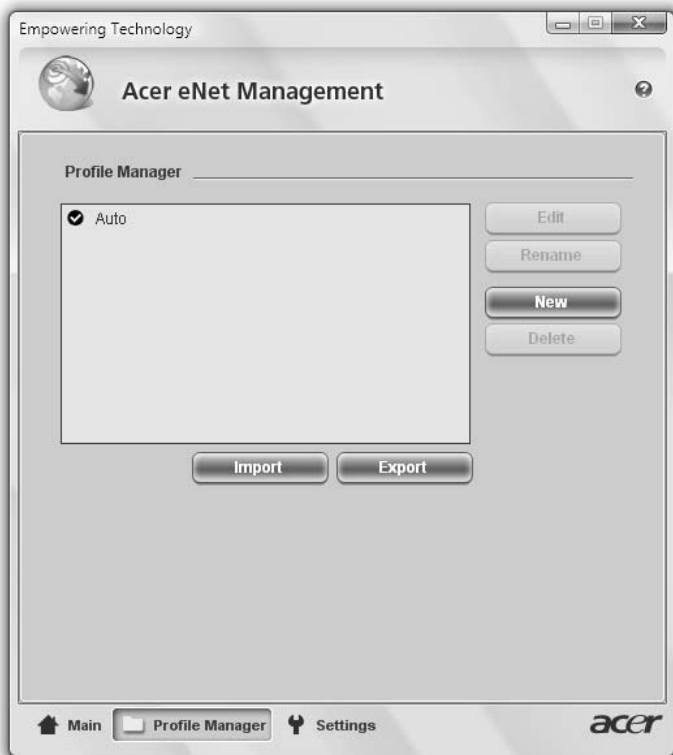 Empowering Technology
Acer eNet Management
Profile Manager
Auto
Edit
Rename
New
Delete
Import
Export
Main
Profile Manager
Settings
acer